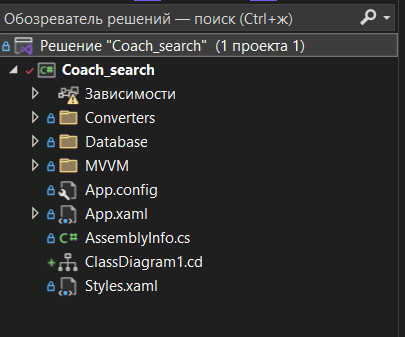 Обозреватель решений — поиск (Ctrl+ж)
Решение "Coach_search" (1 проекта 1)
C# Coach_search
Зависимости
Converters
Database
MVVM
App.config
App.xaml
C# AssemblyInfo.cs
ClassDiagram1.cd
Styles.xaml